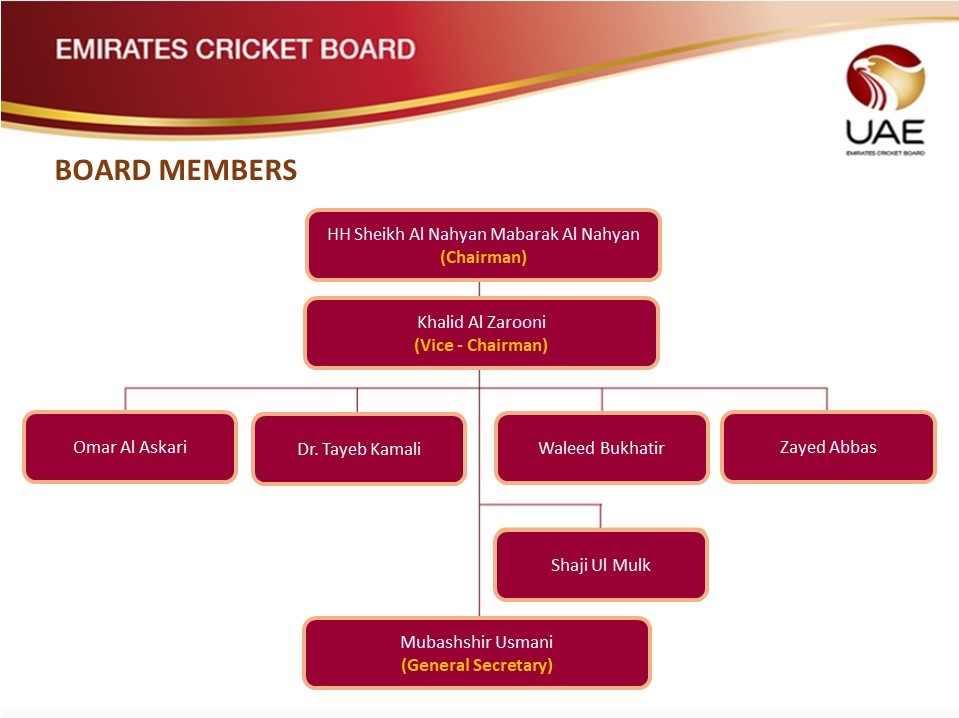 EMIRATES CRICKET BOARD
UAE
EMIRATES CRICKET BOARD
BOARD MEMBERS
HH Sheikh Al Nahyan Mabarak Al Nahyan
(Chairman)
Khalid Al Zarooni
(Vice - Chairman)
Omar Al Askari
Dr. Tayeb Kamali
Waleed Bukhatir
Zayed Abbas
Shaji Ul Mulk
Mubashshir Usmani
(General Secretary)